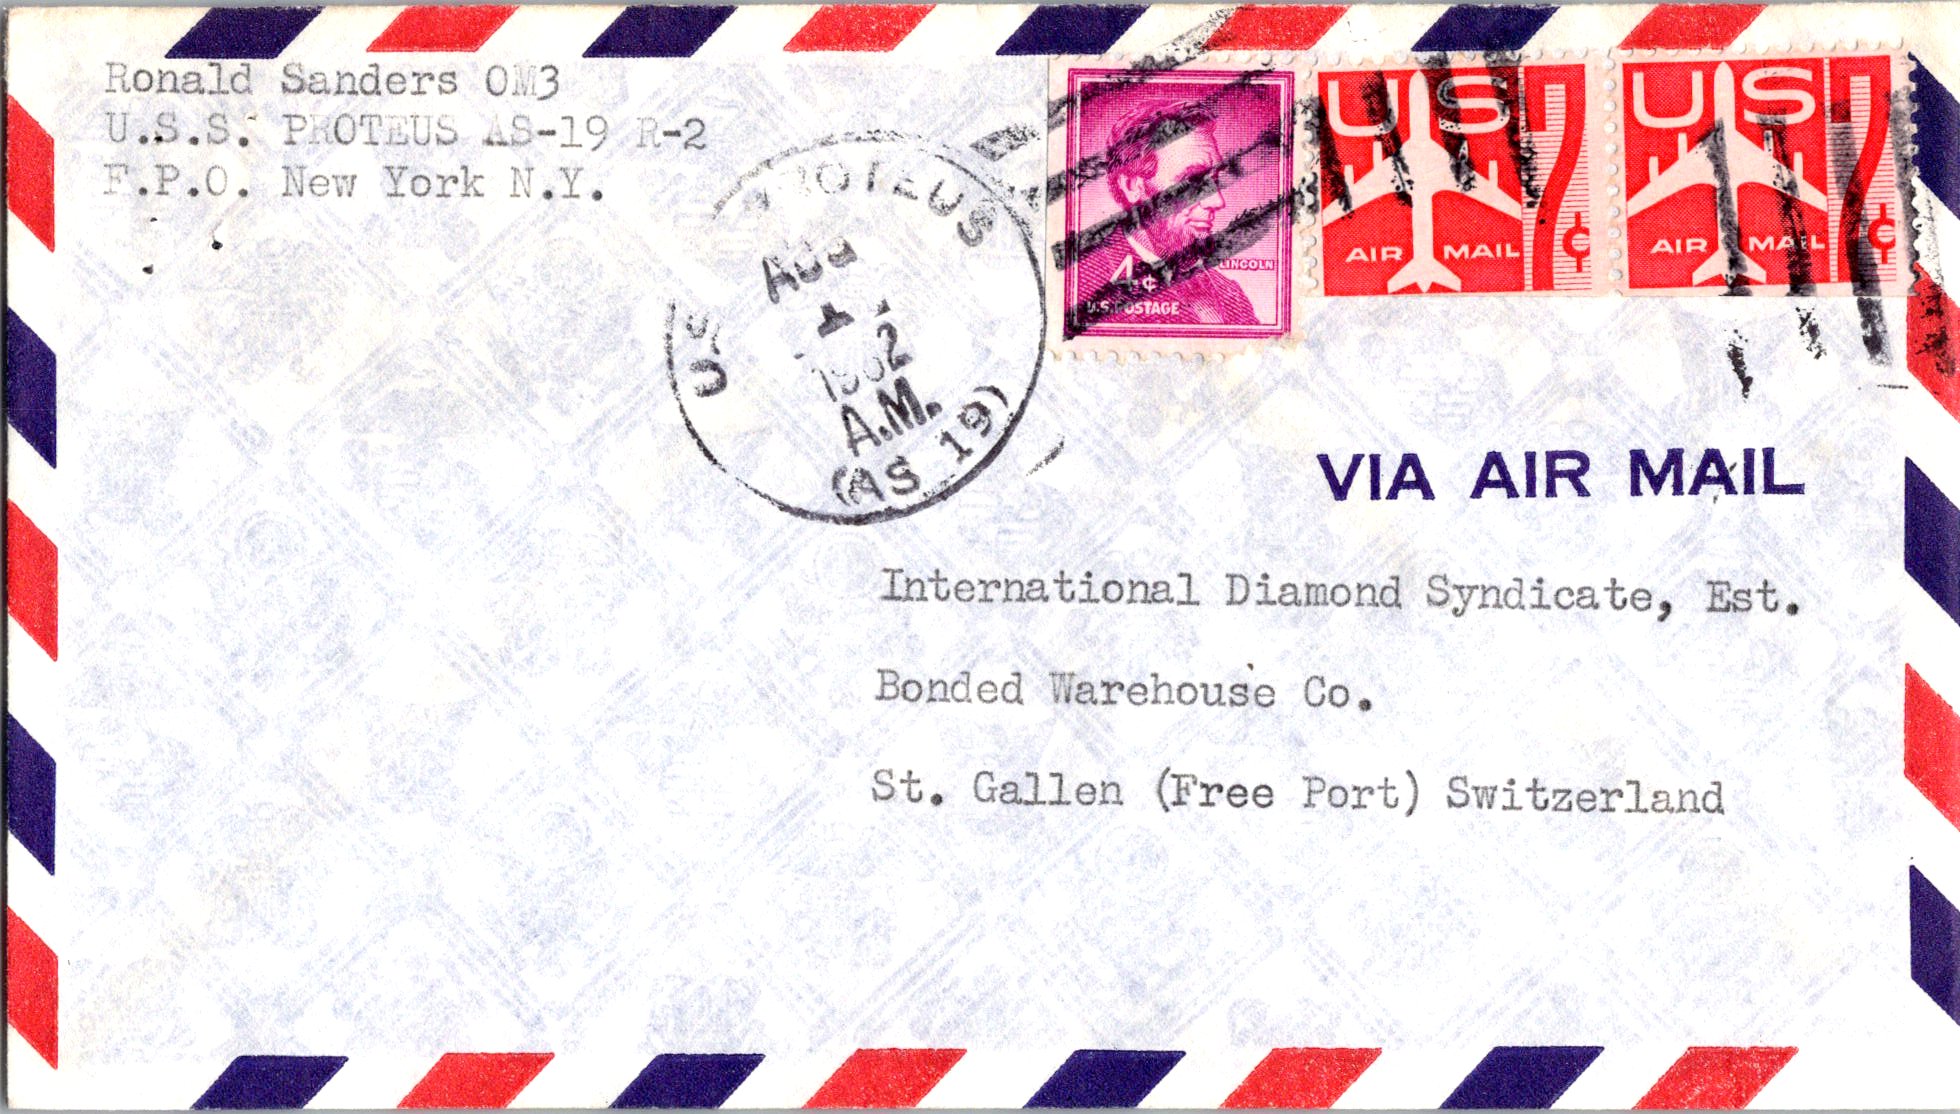 Ronald Sanders OM3
U.S.S. PROTEUS AS-19 R-2
F.P.O. New York N.Y.
U.S.S. PROTEUS
AUG
1
1962
A.M.
(AS 19)
4¢
LINCOLN
U.S. POSTAGE
US
AIR MAIL
7¢
US
AIR MAIL
7¢
VIA AIR MAIL
International Diamond Syndicate, Est.
Bonded Warehouse Co.
St. Gallen (Free Port) Switzerland